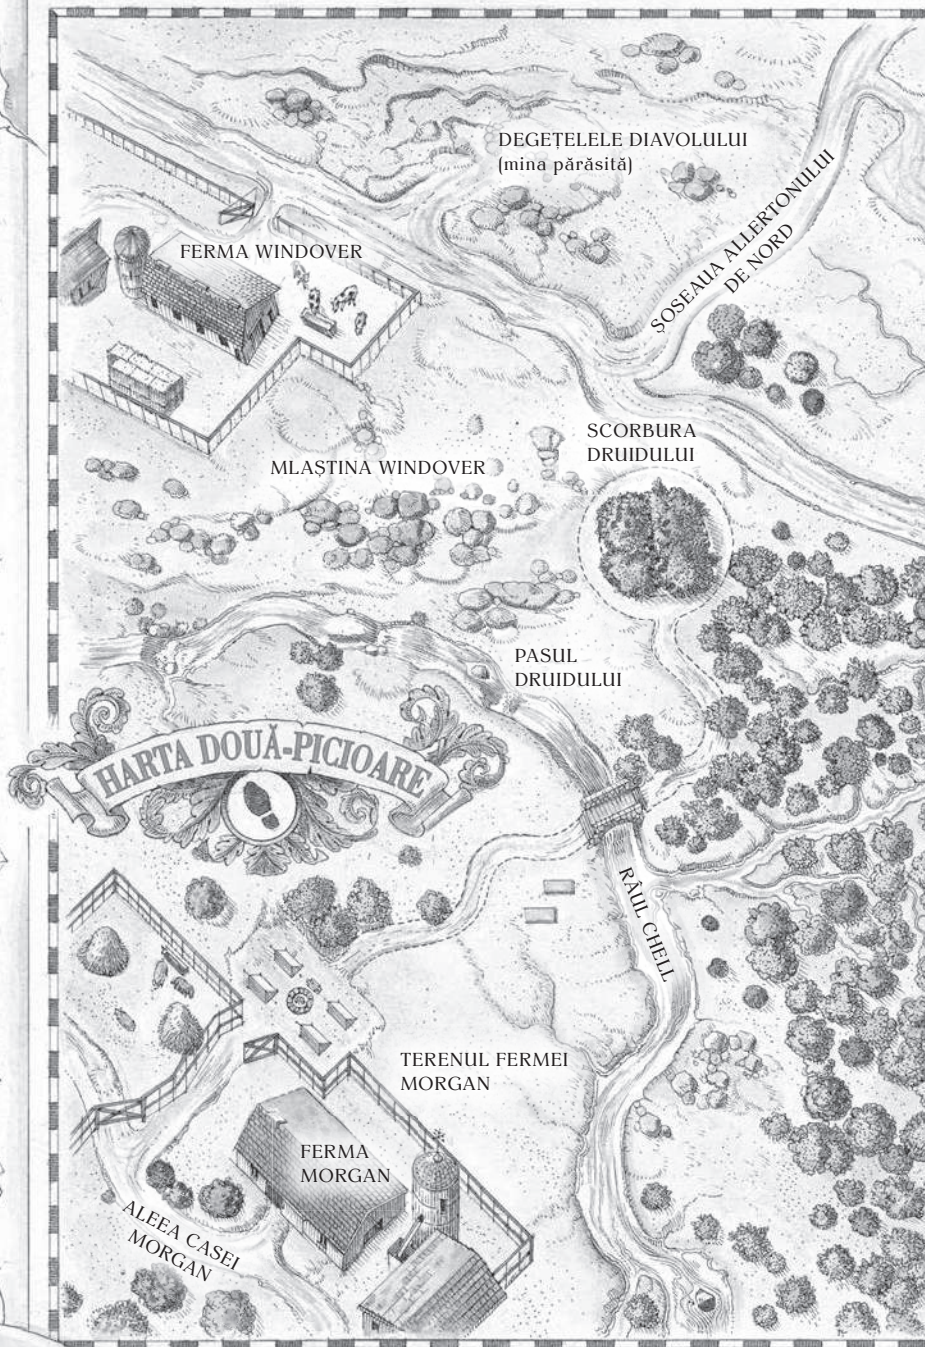 DEGEȚELELE DIAVOLULUI
(mina părăsită)
ȘOSEAUA ALLERTONULUI
DE NORD
FERMA WINDOVER
SCORBURA
DRUIDULUI
MLAȘTINA WINDOVER
PASUL
DRUIDULUI
HARTA DOUĂ-PICIOARE
RÂUL CHELL
TERENUL FERMEI
MORGAN
FERMA
MORGAN
ALEEA CASEI
MORGAN